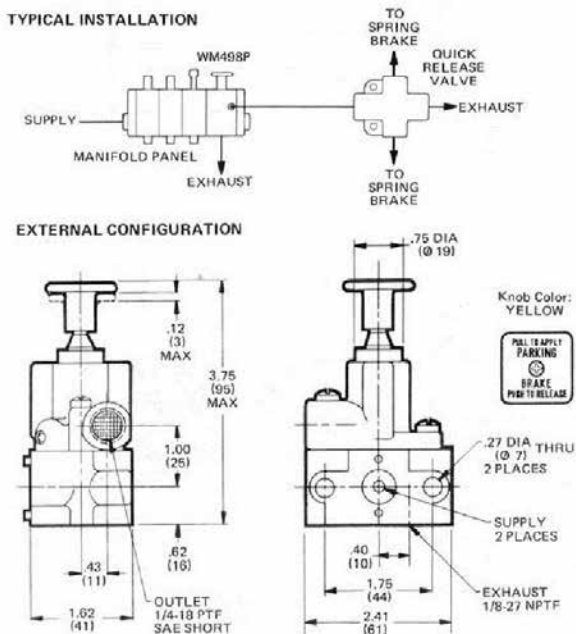 TYPICAL INSTALLATION
TO
SPRING
BRAKE
WM498P
QUICK
RELEASE
VALVE
SUPPLY
EXHAUST
MANIFOLD PANEL
EXHAUST
TO
SPRING
BRAKE
EXTERNAL CONFIGURATION
.75 DIA
(Ø 19)
Knob Color:
YELLOW
PULL TO APPLY
PARKING
BRAKE
PUSH TO RELEASE
.12
(3)
MAX
3.75
(95)
MAX
1.00
(25)
.27 DIA
(Ø 7) THRU
2 PLACES
SUPPLY
2 PLACES
.62
(16)
.43
(11)
.40
(10)
1.75
(44)
EXHAUST
1/8-27 NPTF
OUTLET
1/4-18 PTF
SAE SHORT
1.62
(41)
2.41
(61)